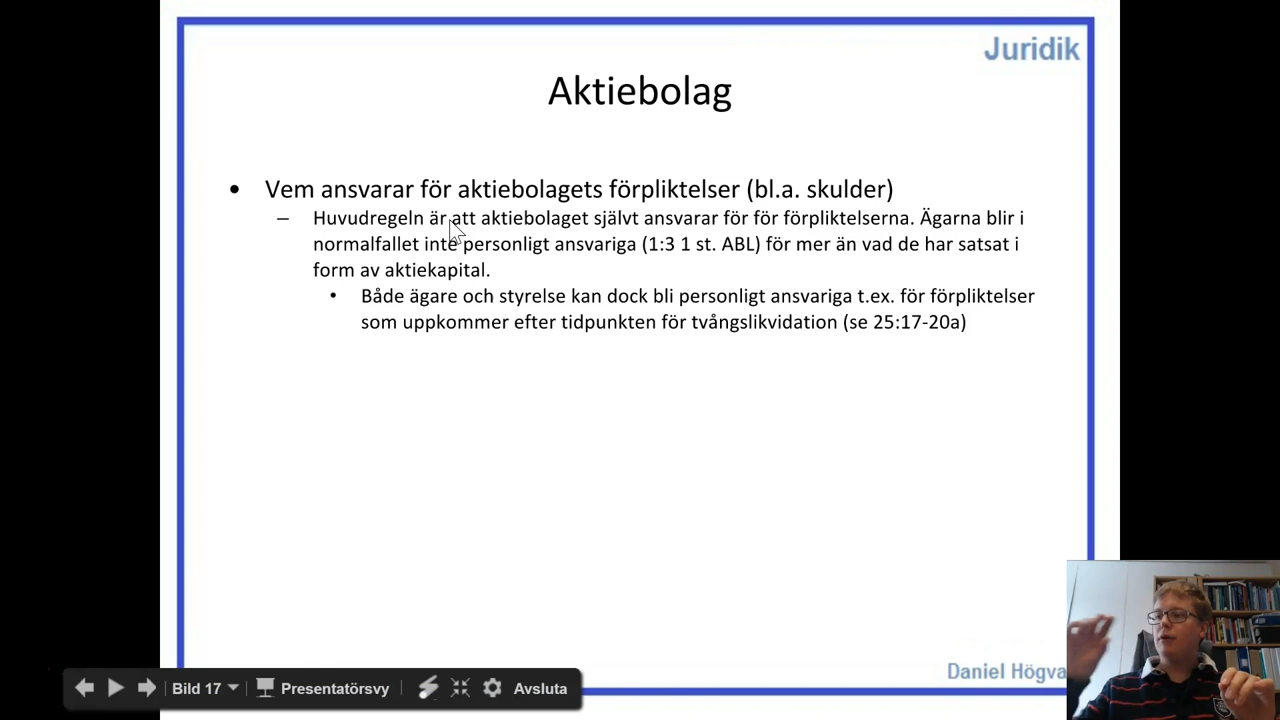 Juridik
Aktiebolag
• Vem ansvarar för aktiebolagets förpliktelser (bl.a. skulder)
– Huvudregeln är att aktiebolaget självt ansvarar för för förpliktelserna. Ägarna blir i
normalfallet inte personligt ansvariga (1:3 1 st. ABL) för mer än vad de har satsat i
form av aktiekapital.
• Både ägare och styrelse kan dock bli personligt ansvariga t.ex. för förpliktelser
som uppkommer efter tidpunkten för tvångslikvidation (se 25:17-20a)
Daniel Högva
Bild 17 Presentatörsvy Avsluta